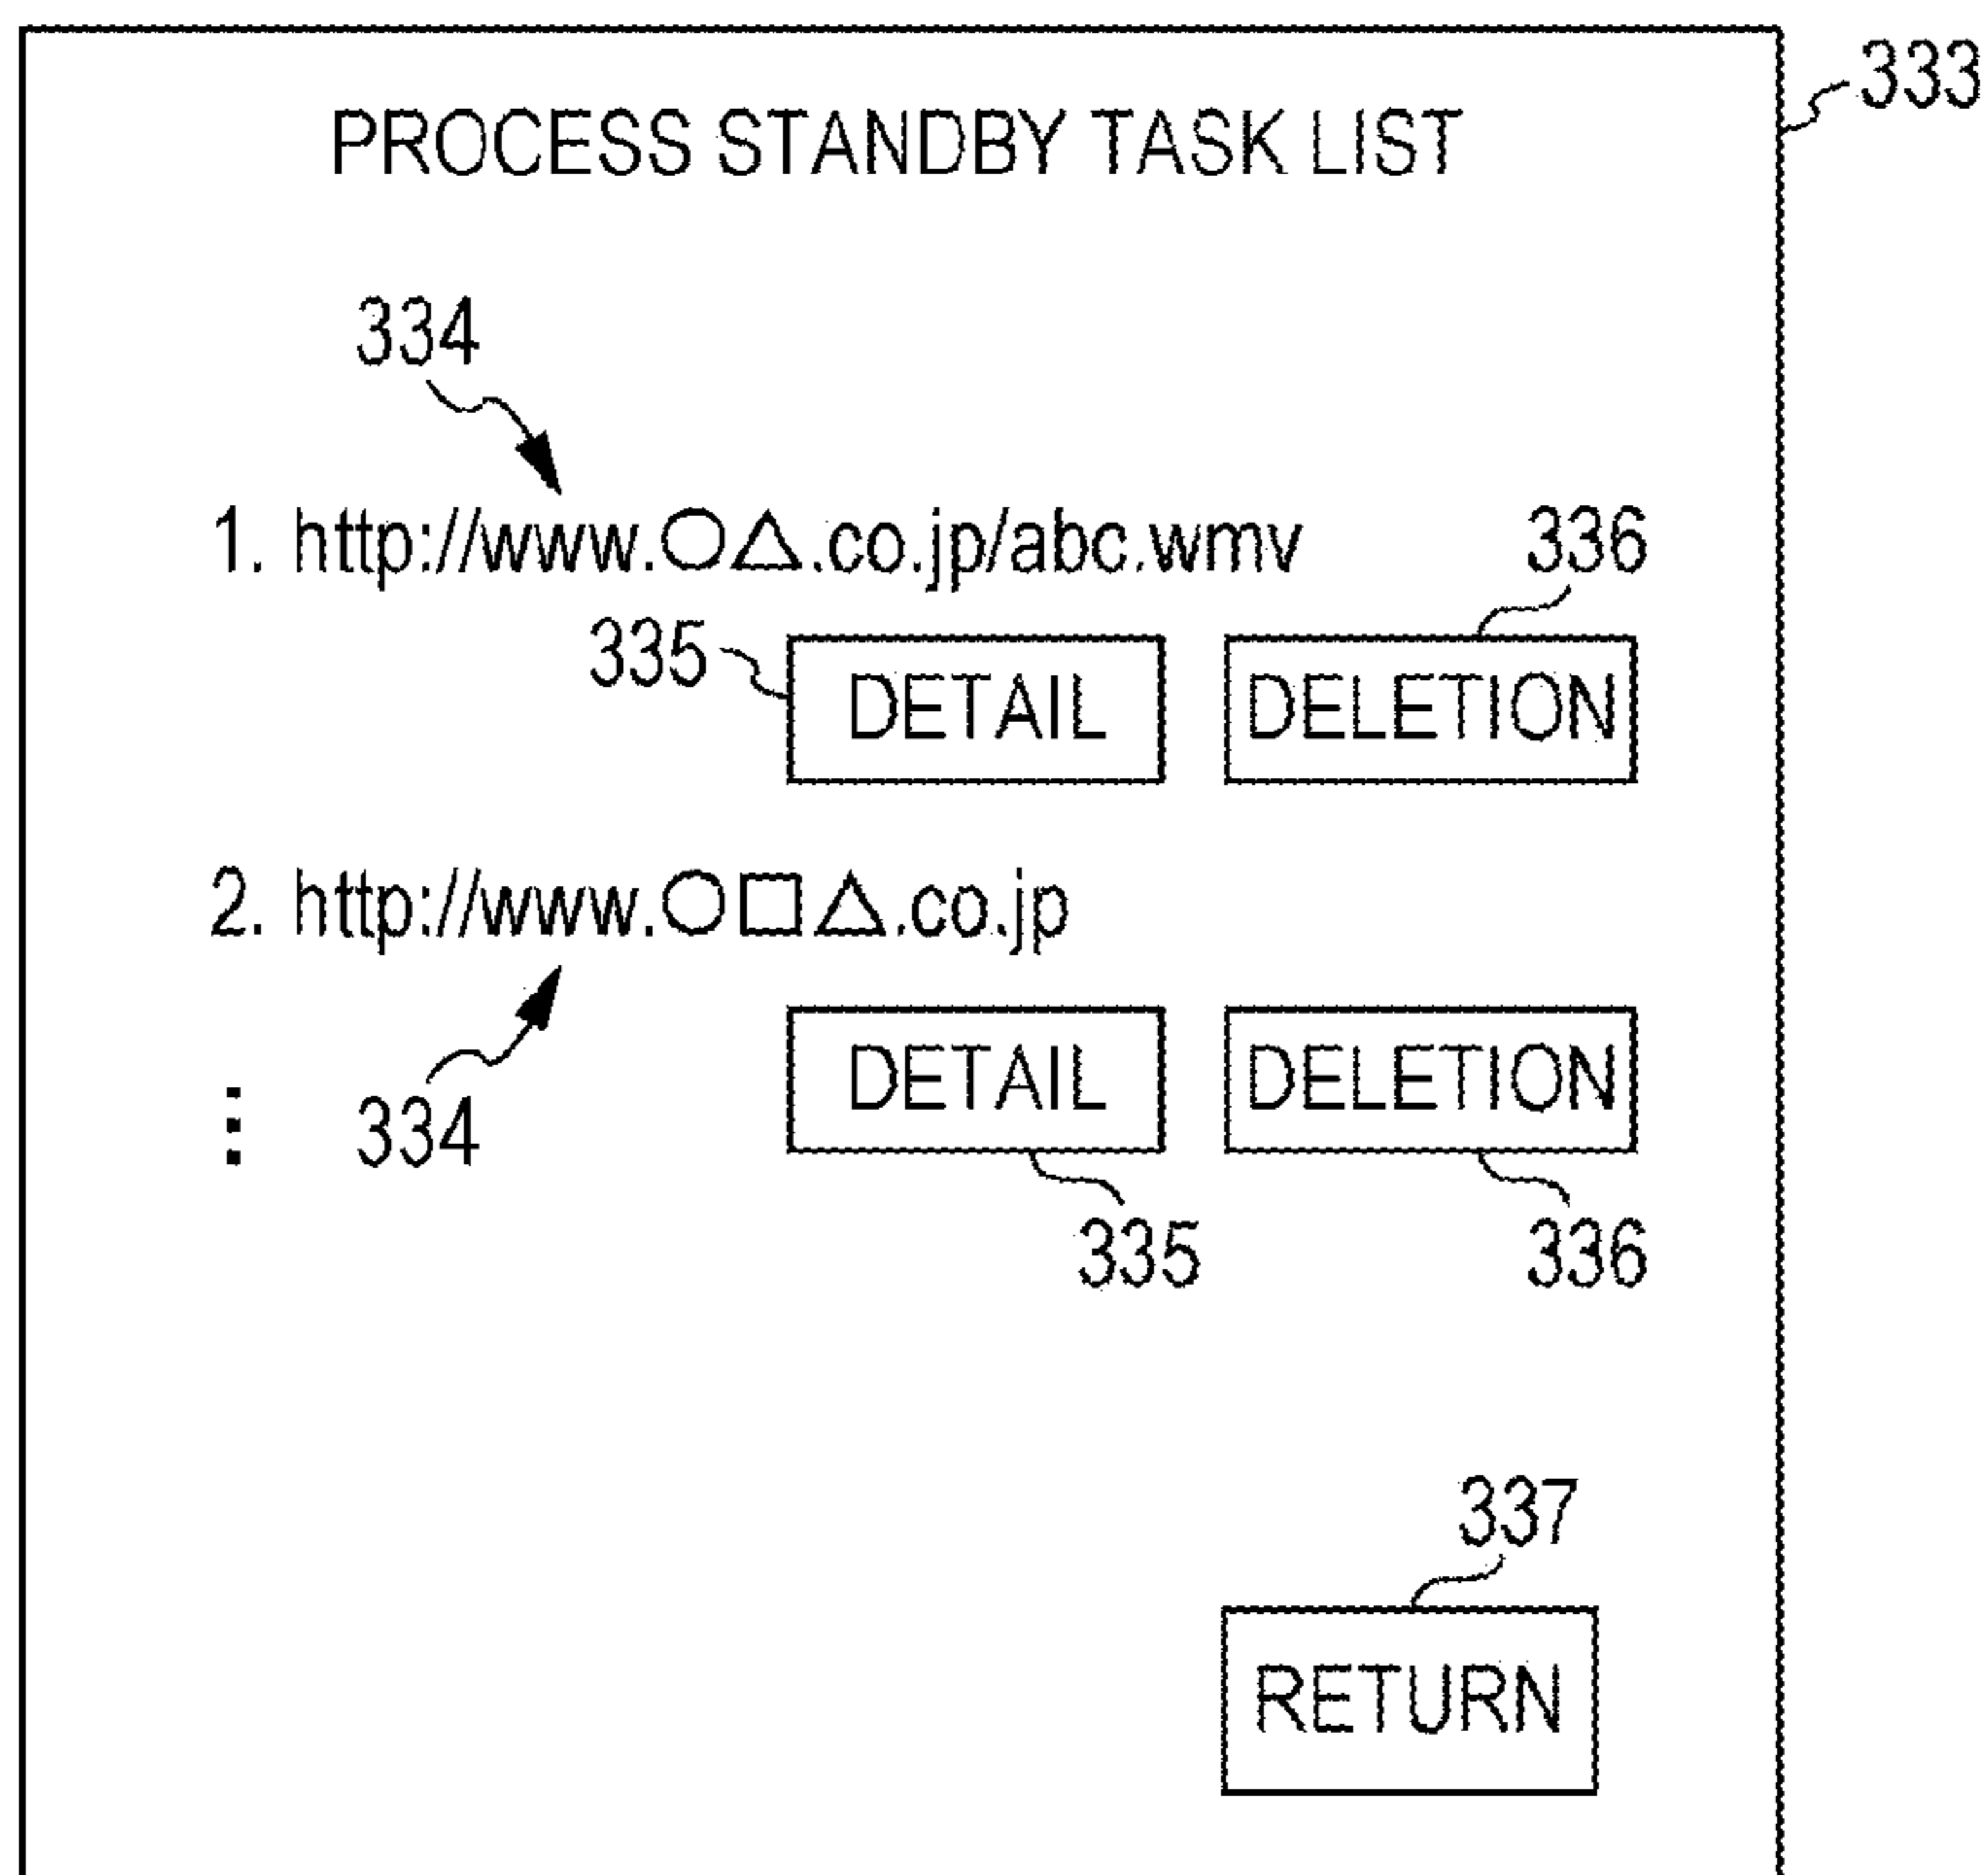 333
PROCESS STANDBY TASK LIST
334
1. http://www.○△.co.jp/abc.wmv
336
335
DETAIL DELETION
2. http://www.○□△.co.jp
DETAIL DELETION
⋮ 334
335 336
337
RETURN